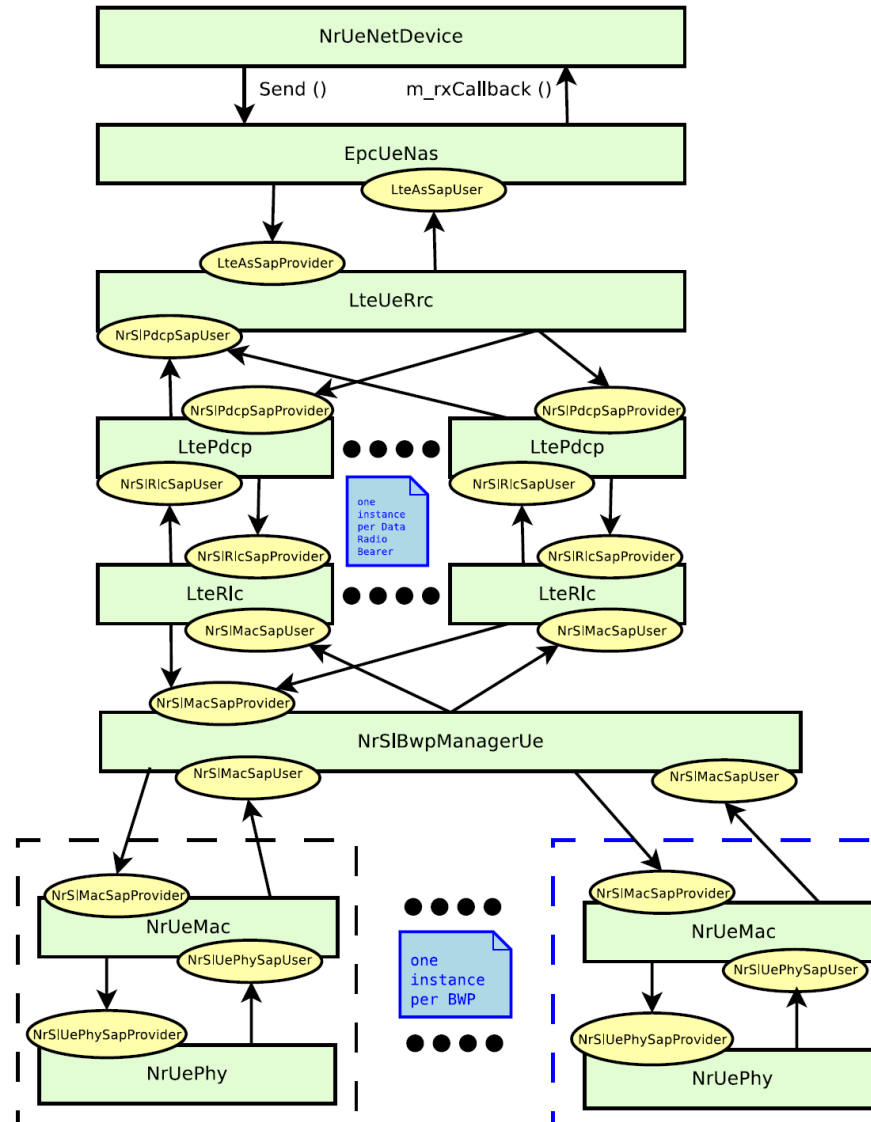 NrUeNetDevice
Send ()
m_rxCallback ()
EpcUeNas
LteAsSapUser
LteAsSapProvider
LteUeRrc
NrSlPdcpSapUser
NrSlPdcpSapProvider
NrSlPdcpSapProvider
LtePdcp
LtePdcp
NrSlRlcSapUser
NrSlRlcSapUser
one
instance
per Data
Radio
Bearer
NrSlRlcSapProvider
NrSlRlcSapProvider
LteRlc
LteRlc
NrSlMacSapUser
NrSlMacSapUser
NrSlMacSapProvider
NrSlBwpManagerUe
NrSlMacSapUser
NrSlMacSapUser
NrSlMacSapProvider
NrSlMacSapProvider
NrUeMac
NrUeMac
NrSlUePhySapUser
NrSlUePhySapUser
one
instance
per BWP
NrSlUePhySapProvider
NrSlUePhySapProvider
NrUePhy
NrUePhy